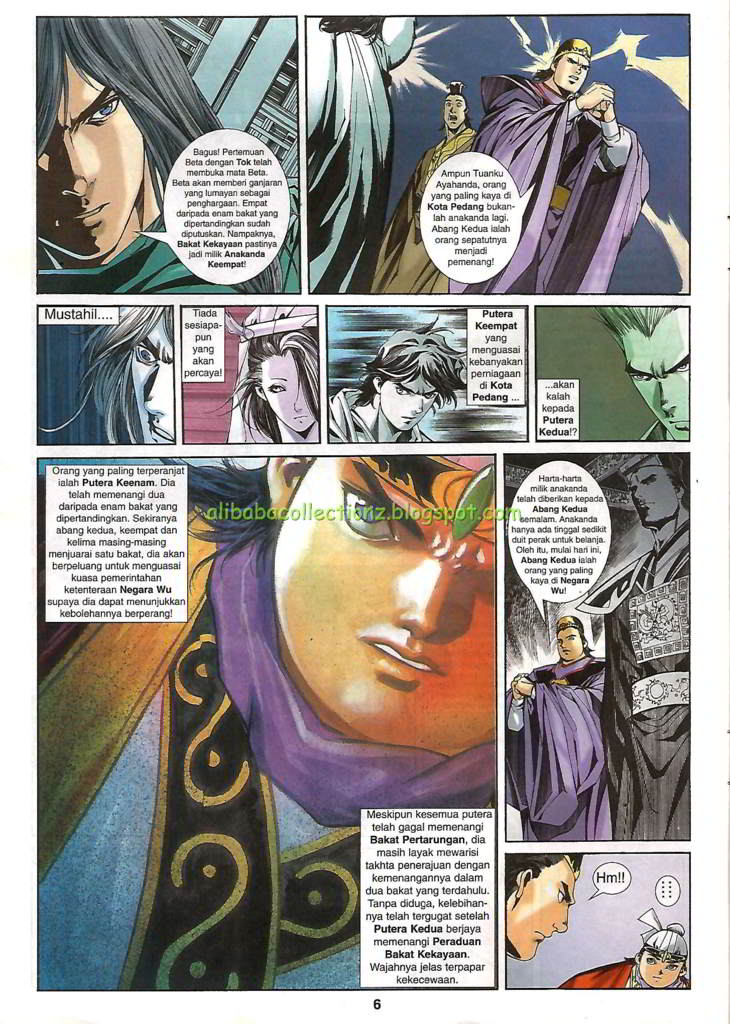 Bagus! Pertemuan
Beta dengan Tok telah
membuka mata Beta.
Beta akan memberi ganjaran
yang lumayan sebagai
penghargaan. Empat
daripada enam bakat yang
dipertandingkan sudah
diputuskan. Nampaknya,
Bakat Kekayaan pastinya
jadi milik Anakanda
Keempat!
Ampun Tuanku
Ayahanda, orang
yang paling kaya di
Kota Pedang bukan-
lah anakanda lagi.
Abang Kedua ialah
orang sepatutnya
menjadi
pemenang!
Mustahil....
Tiada
sesiapa-
pun
yang
akan
percaya!
Putera
Keempat
yang
menguasai
kebanyakan
perniagaan
di Kota
Pedang ...
...akan
kalah
kepada
Putera
Kedua!?
Orang yang paling terperanjat
ialah Putera Keenam. Dia
telah memenangi dua
daripada enam bakat yang
dipertandingkan. Sekiranya
abang kedua, keempat dan
kelima masing-masing
menjuarai satu bakat, dia akan
berpeluang untuk menguasai
kuasa pemerintahan
ketenteraan Negara Wu
supaya dia dapat menunjukkan
kebolehannya berperang!
alibabacollectionz.blogspot.com
Harta-harta
milik anakanda
telah diberikan kepada
Abang Kedua
semalam. Anakanda
hanya ada tinggal sedikit
duit perak untuk belanja.
Oleh itu, mulai hari ini,
Abang Kedua ialah
orang yang paling
kaya di Negara
Wu!
Meskipun kesemua putera
telah gagal memenangi
Bakat Pertarungan, dia
masih layak mewarisi
takhta penerajuan dengan
kemenangannya dalam
dua bakat yang terdahulu.
Tanpa diduga, kelebihan-
nya telah tergugat setelah
Putera Kedua berjaya
memenangi Peraduan
Bakat Kekayaan.
Wajahnya jelas terpapar
kekecewaan.
Hm!!
6